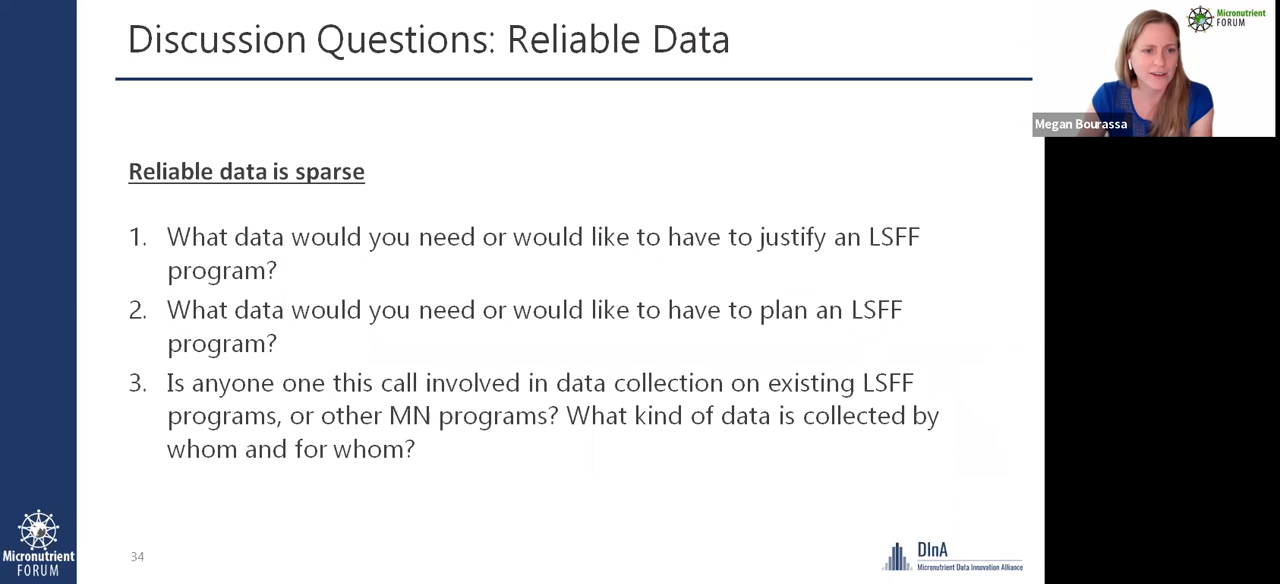 Discussion Questions: Reliable Data
Micronutrient
FORUM
Megan Bourassa
Reliable data is sparse
1. What data would you need or would like to have to justify an LSFF
program?
2. What data would you need or would like to have to plan an LSFF
program?
3. Is anyone one this call involved in data collection on existing LSFF
programs, or other MN programs? What kind of data is collected by
whom and for whom?
Micronutrient
FORUM
34
DInA
Micronutrient Data Innovation Alliance